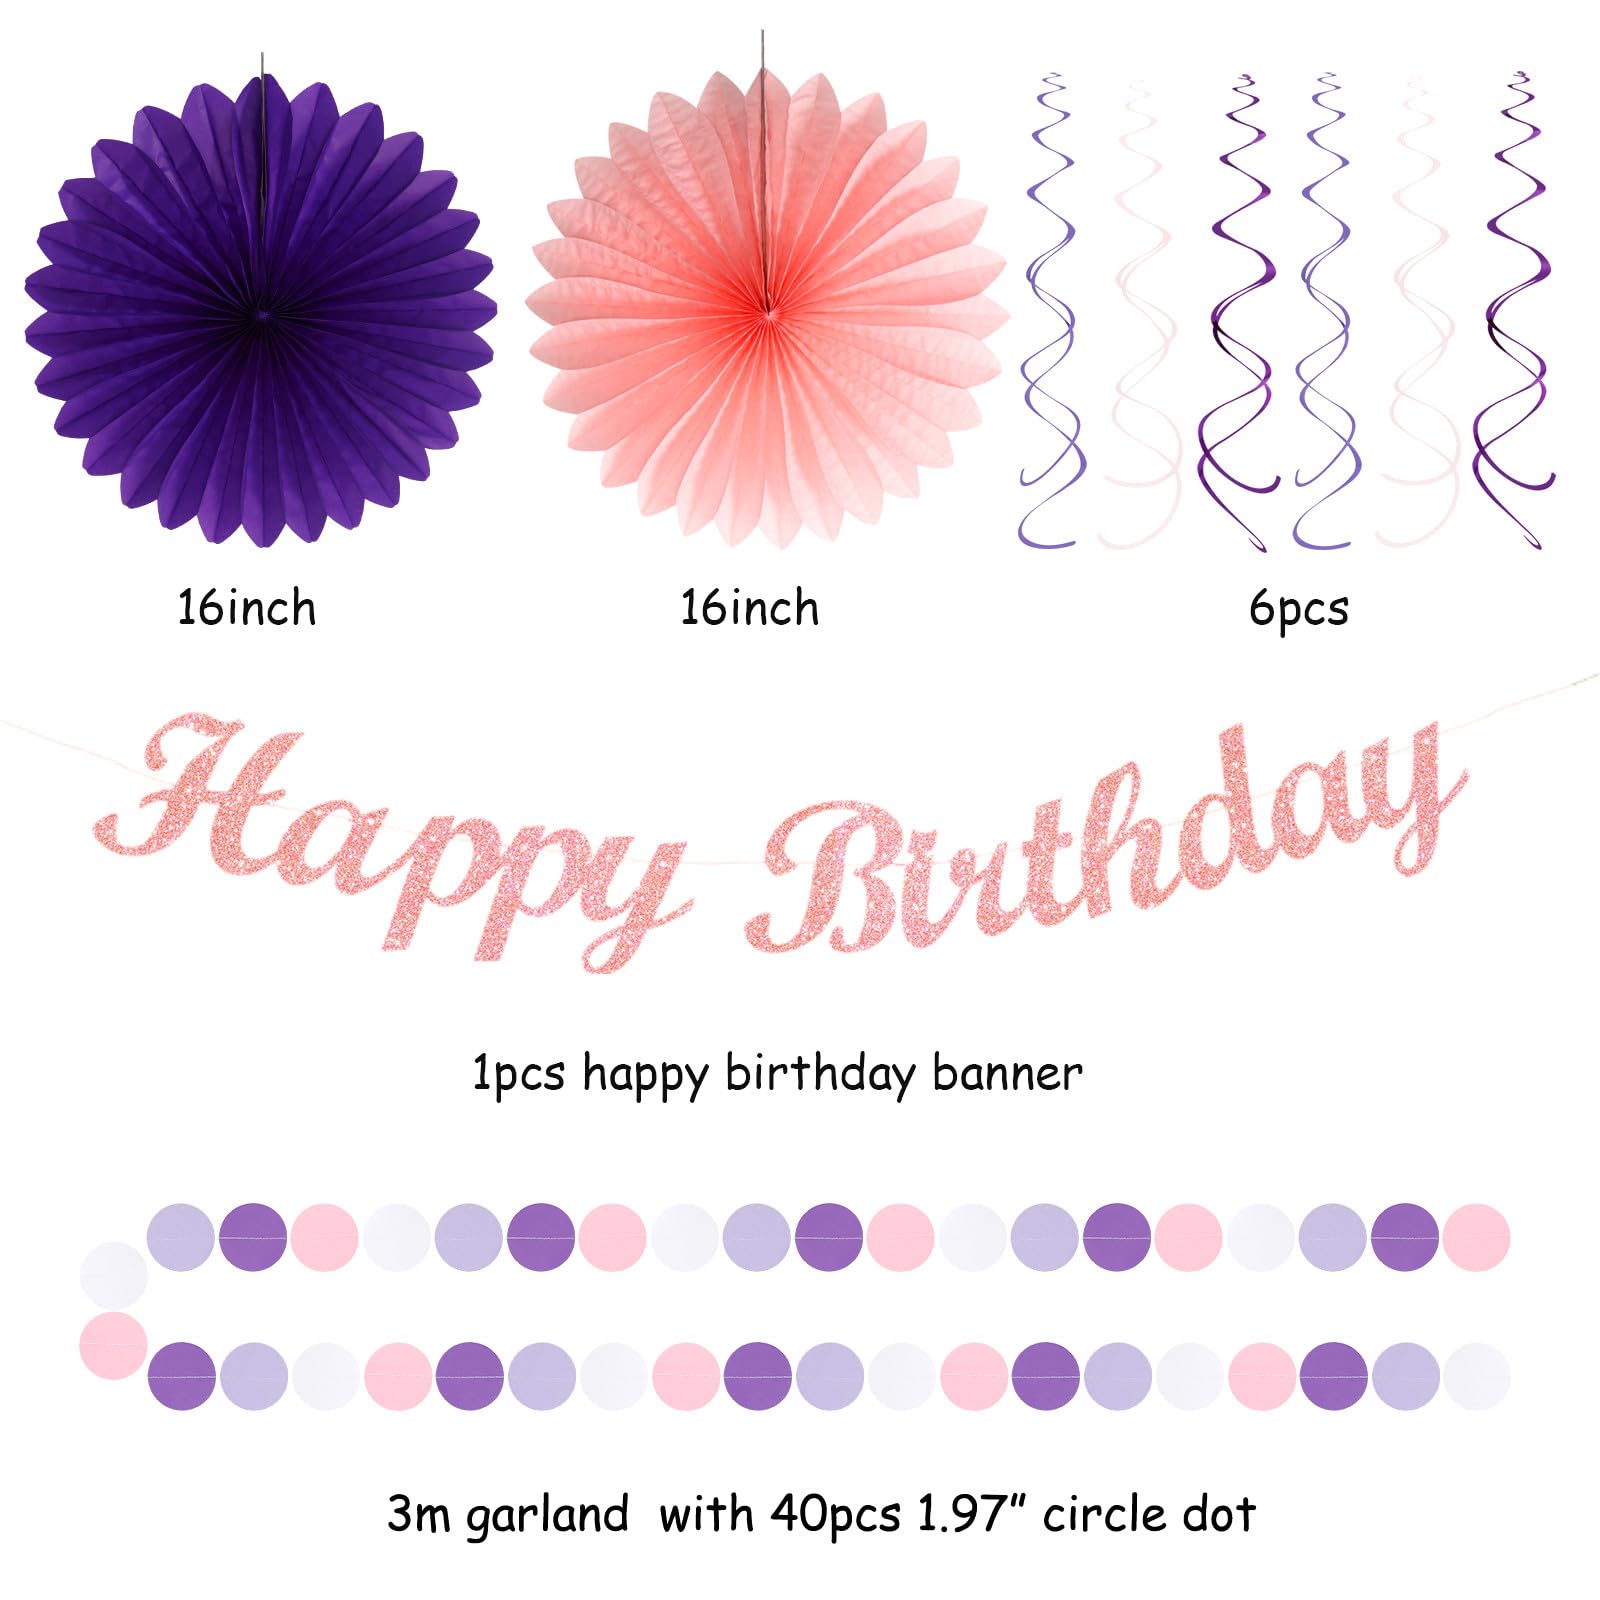 16inch
16inch
6pcs
Happy Birthday
1pcs happy birthday banner
3m garland with 40pcs 1.97″ circle dot